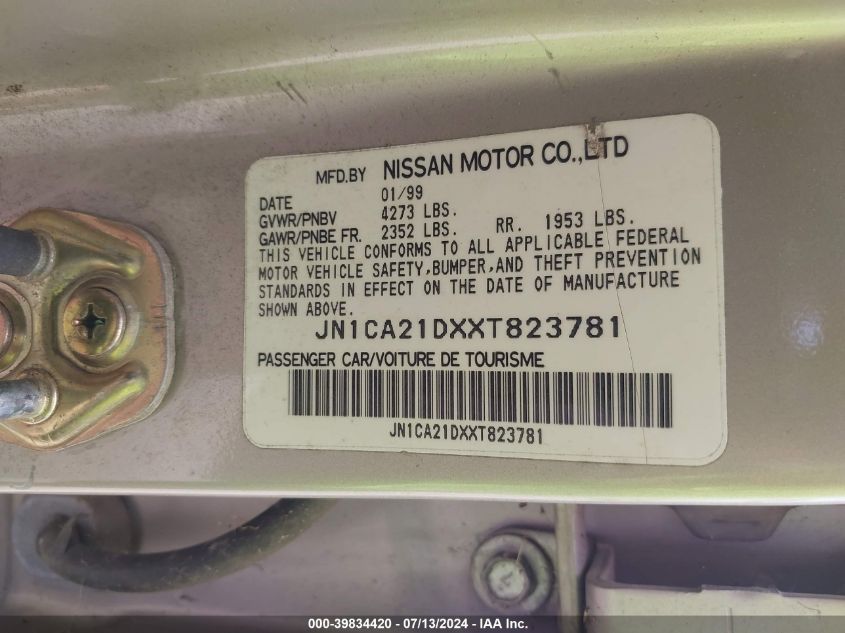 MFD.BY NISSAN MOTOR CO.,LTD
DATE 01/99
GVWR/PNBV 4273 LBS.
GAWR/PNBE FR. 2352 LBS. RR. 1953 LBS.
THIS VEHICLE CONFORMS TO ALL APPLICABLE FEDERAL
MOTOR VEHICLE SAFETY,BUMPER,AND THEFT PREVENTION
STANDARDS IN EFFECT ON THE DATE OF MANUFACTURE
SHOWN ABOVE.
JN1CA21DXXT823781
PASSENGER CAR/VOITURE DE TOURISME
JN1CA21DXXT823781
000-39834420 - 07/13/2024 - IAA Inc.